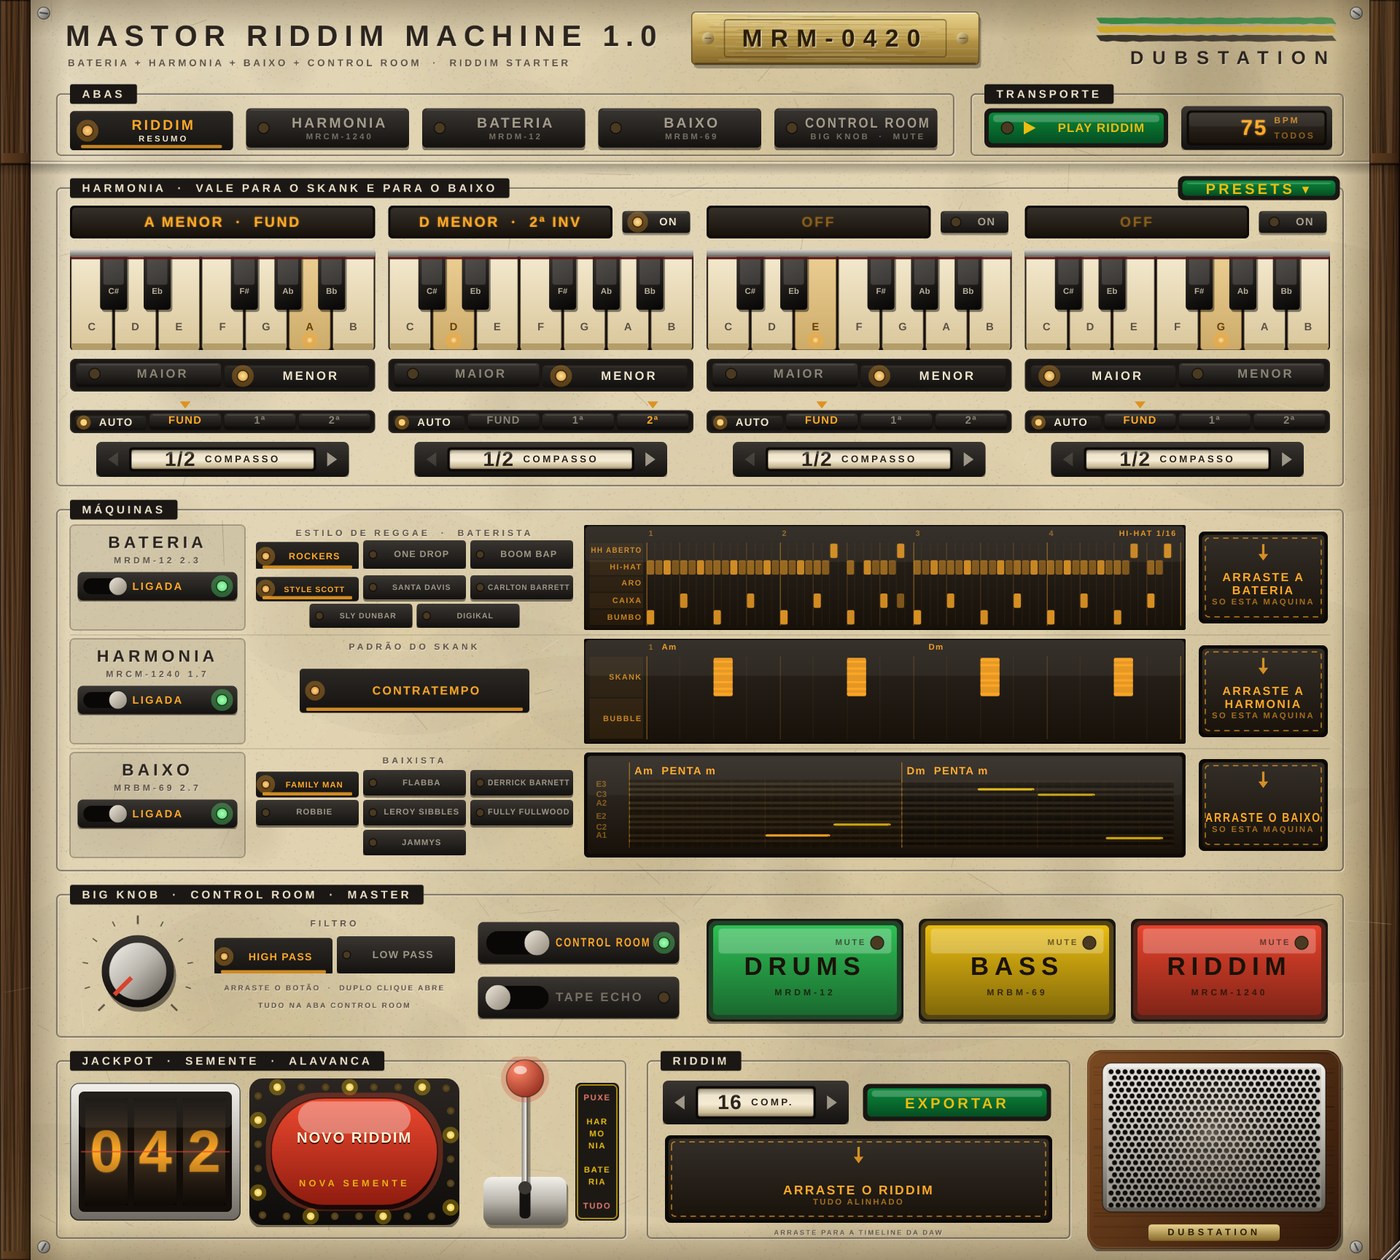 MASTOR RIDDIM MACHINE 1.0
BATERIA + HARMONIA + BAIXO + CONTROL ROOM · RIDDIM STARTER
MRM-0420
DUBSTATION
ABAS
RIDDIM
RESUMO
HARMONIA
MRCM-1240
BATERIA
MRDM-12
BAIXO
MRBM-69
CONTROL ROOM
BIG KNOB · MUTE
TRANSPORTE
PLAY RIDDIM
75 BPM
TODOS
HARMONIA · VALE PARA O SKANK E PARA O BAIXO
PRESETS ▾
A MENOR · FUND
D MENOR · 2ª INV
ON
OFF
ON
OFF
ON
C# Eb F# Ab Bb
C D E F G A B
C# Eb F# Ab Bb
C D E F G A B
C# Eb F# Ab Bb
C D E F G A B
C# Eb F# Ab Bb
C D E F G A B
MAIOR MENOR
MAIOR MENOR
MAIOR MENOR
MAIOR MENOR
AUTO FUND 1ª 2ª
AUTO FUND 1ª 2ª
AUTO FUND 1ª 2ª
AUTO FUND 1ª 2ª
1/2 COMPASSO
1/2 COMPASSO
1/2 COMPASSO
1/2 COMPASSO
MÁQUINAS
BATERIA
MRDM-12 2.3
LIGADA
ESTILO DE REGGAE · BATERISTA
ROCKERS
ONE DROP
BOOM BAP
STYLE SCOTT
SANTA DAVIS
CARLTON BARRETT
SLY DUNBAR
DIGIKAL
1 2 3 4 HI-HAT 1/16
HH ABERTO
HI-HAT
ARO
CAIXA
BUMBO
ARRASTE A
BATERIA
SO ESTA MAQUINA
HARMONIA
MRCM-1240 1.7
LIGADA
PADRÃO DO SKANK
CONTRATEMPO
1 Am Dm
SKANK
BUBBLE
ARRASTE A
HARMONIA
SO ESTA MAQUINA
BAIXO
MRBM-69 2.7
LIGADA
BAIXISTA
FAMILY MAN
FLABBA
DERRICK BARNETT
ROBBIE
LEROY SIBBLES
FULLY FULLWOOD
JAMMYS
Am PENTA m
Dm PENTA m
E3
C3
A2
E2
C2
A1
ARRASTE O BAIXO
SO ESTA MAQUINA
BIG KNOB · CONTROL ROOM · MASTER
FILTRO
HIGH PASS
LOW PASS
ARRASTE O BOTÃO · DUPLO CLIQUE ABRE
TUDO NA ABA CONTROL ROOM
CONTROL ROOM
TAPE ECHO
MUTE
DRUMS
MRDM-12
MUTE
BASS
MRBM-69
MUTE
RIDDIM
MRCM-1240
JACKPOT · SEMENTE · ALAVANCA
042
NOVO RIDDIM
NOVA SEMENTE
PUXE
HAR
MO
NIA
BATE
RIA
TUDO
RIDDIM
16 COMP.
EXPORTAR
ARRASTE O RIDDIM
TUDO ALINHADO
ARRASTE PARA A TIMELINE DA DAW
DUBSTATION